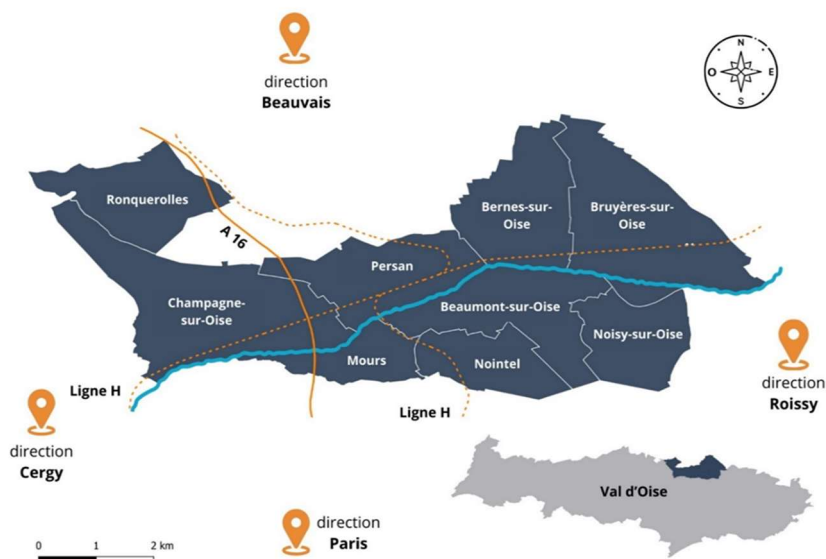 direction
Beauvais
N
O
E
S
Ronquerolles
A 16
Bernes-sur-
Oise
Bruyères-sur-
Oise
Persan
Champagne-
sur-Oise
Beaumont-sur-Oise
Noisy-sur-Oise
Mours
Nointel
Ligne H
Ligne H
direction
Roissy
direction
Cergy
Val d'Oise
direction
Paris
0
1
2 km